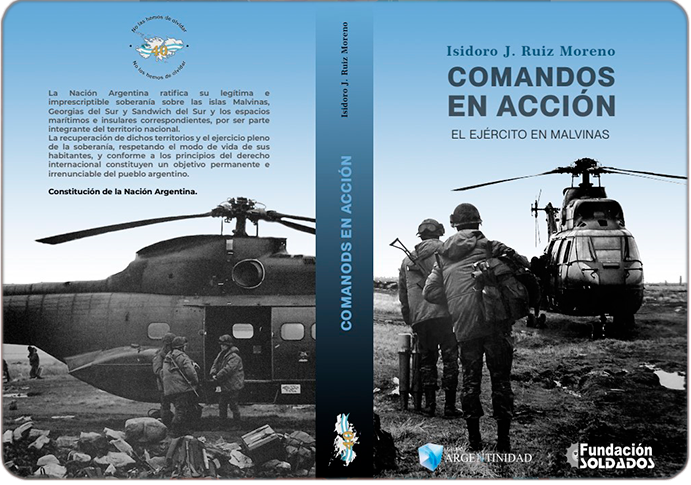 No las hemos de olvidar
40
No las hemos de olvidar
La Nación Argentina ratifica su legítima e
imprescriptible soberanía sobre las islas Malvinas,
Georgias del Sur y Sandwich del Sur y los espacios
marítimos e insulares correspondientes, por ser parte
integrante del territorio nacional.
La recuperación de dichos territorios y el ejercicio pleno
de la soberanía, respetando el modo de vida de sus
habitantes, y conforme a los principios del derecho
internacional constituyen un objetivo permanente e
irrenunciable del pueblo argentino.
Constitución de la Nación Argentina.
Isidoro J. Ruiz Moreno
COMANODS EN ACCIÓN
Isidoro J. Ruiz Moreno
COMANDOS
EN ACCIÓN
EL EJÉRCITO EN MALVINAS
ARGENTINIDAD
Fundación
SOLDADOS